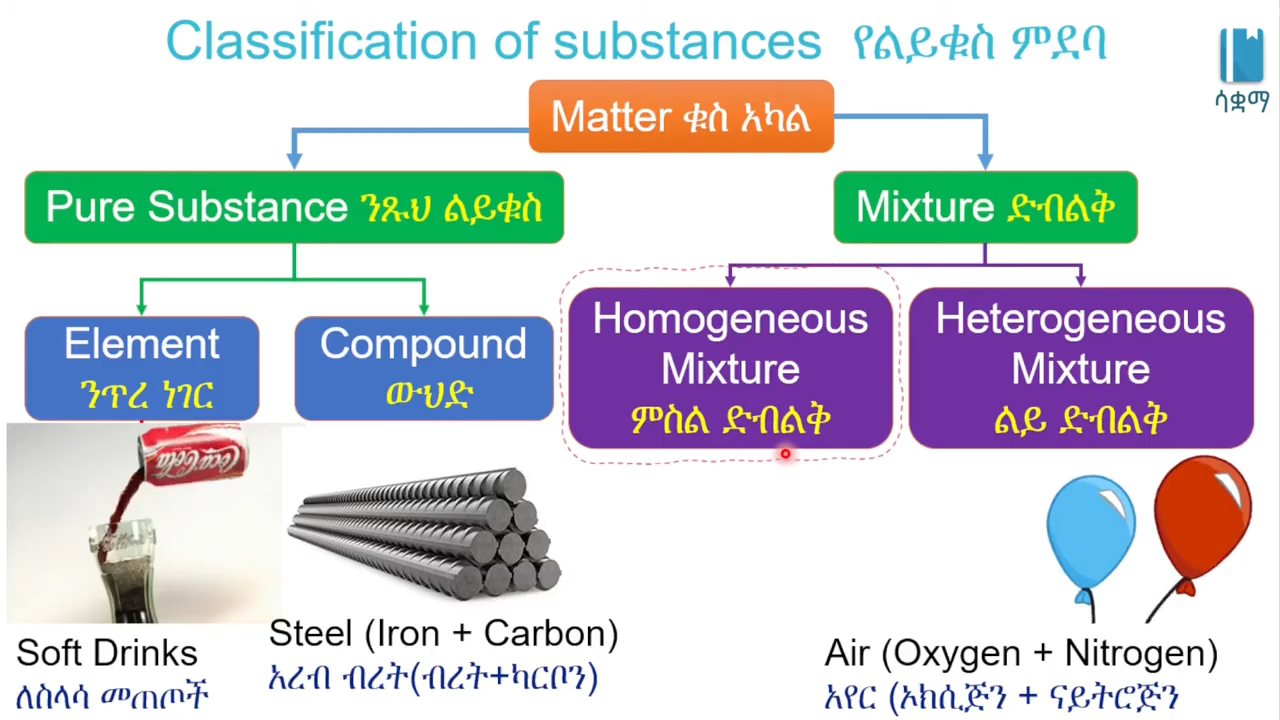 Classification of substances የልይቁስ ምደባ
ሳቋማ
Matter ቁስ አካል
Pure Substance ንጹህ ልይቁስ
Mixture ድብልቅ
Element
ንጥረ ነገር
Compound
ውህድ
Homogeneous
Mixture
ምስል ድብልቅ
Heterogeneous
Mixture
ልይ ድብልቅ
Coca-Cola
Soft Drinks
ለስላሳ መጠጦች
Steel (Iron + Carbon)
አረብ ብረት(ብረት+ካርቦን)
Air (Oxygen + Nitrogen)
አየር (ኦክሲጅን + ናይትሮጅን